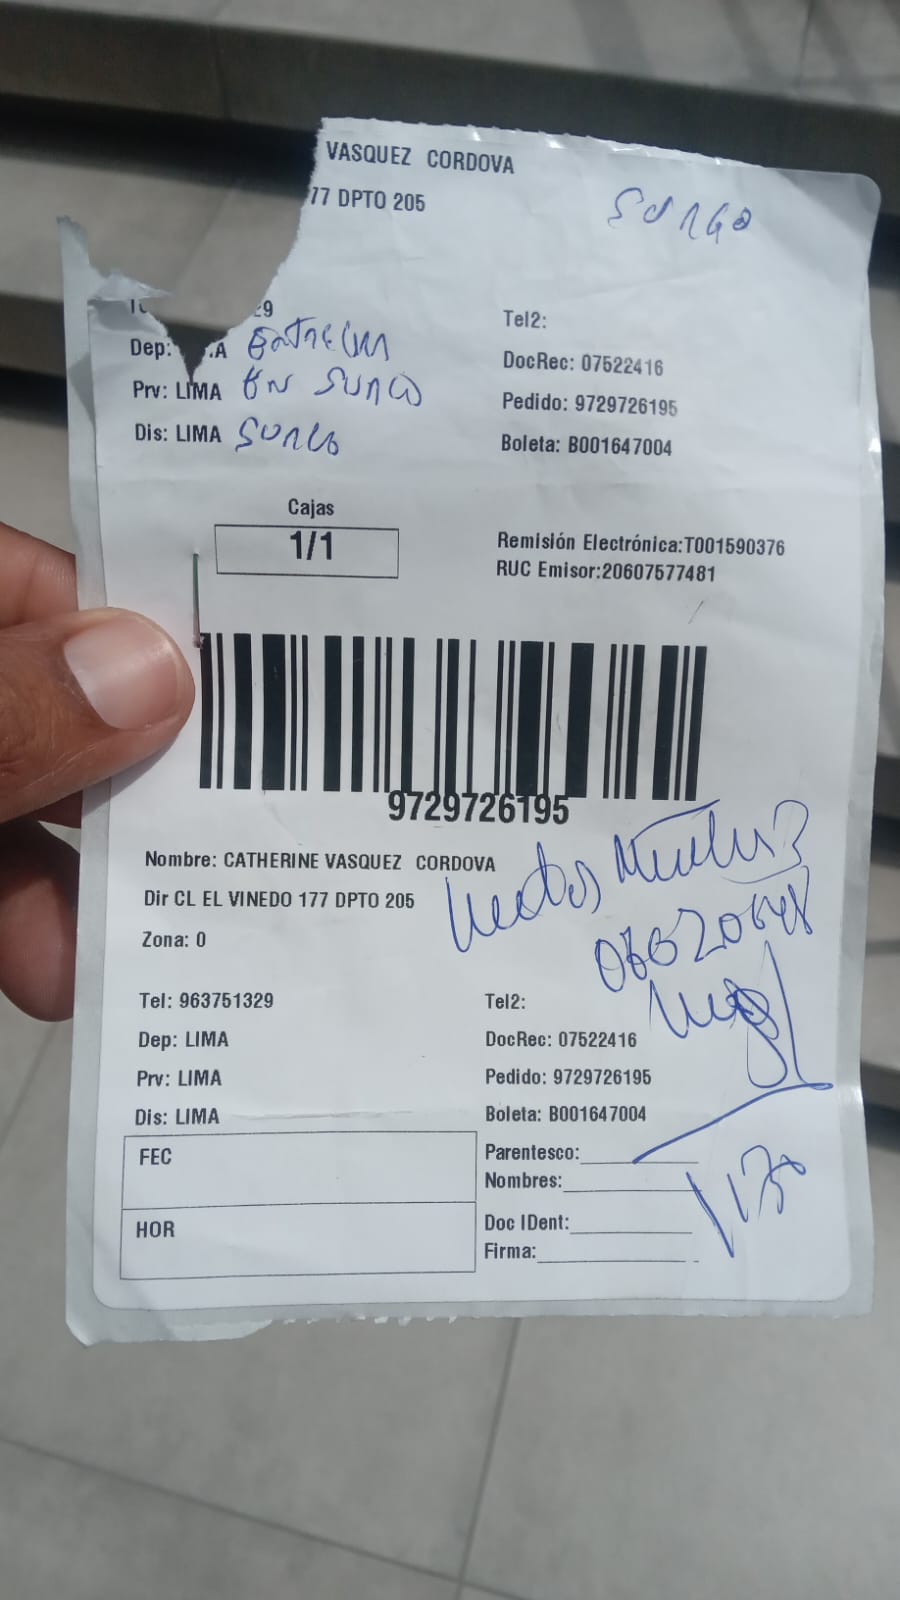 VASQUEZ CORDOVA
77 DPTO 205
SURCO
Tel2:
Dep: EN
Prv: LIMA EN SURCO
Dis: LIMA SURCO
DocRec: 07522416
Pedido: 9729726195
Boleta: B001647004
Cajas
1/1
Remisión Electrónica:T001590376
RUC Emisor:20607577481
9729726195
Nombre: CATHERINE VASQUEZ CORDOVA
Dir CL EL VINEDO 177 DPTO 205
Zona: 0
Tel: 963751329
Dep: LIMA
Prv: LIMA
Dis: LIMA
Tel2:
DocRec: 07522416
Pedido: 9729726195
Boleta: B001647004
FEC
HOR
Parentesco:
Nombres:
Doc IDent:
Firma: